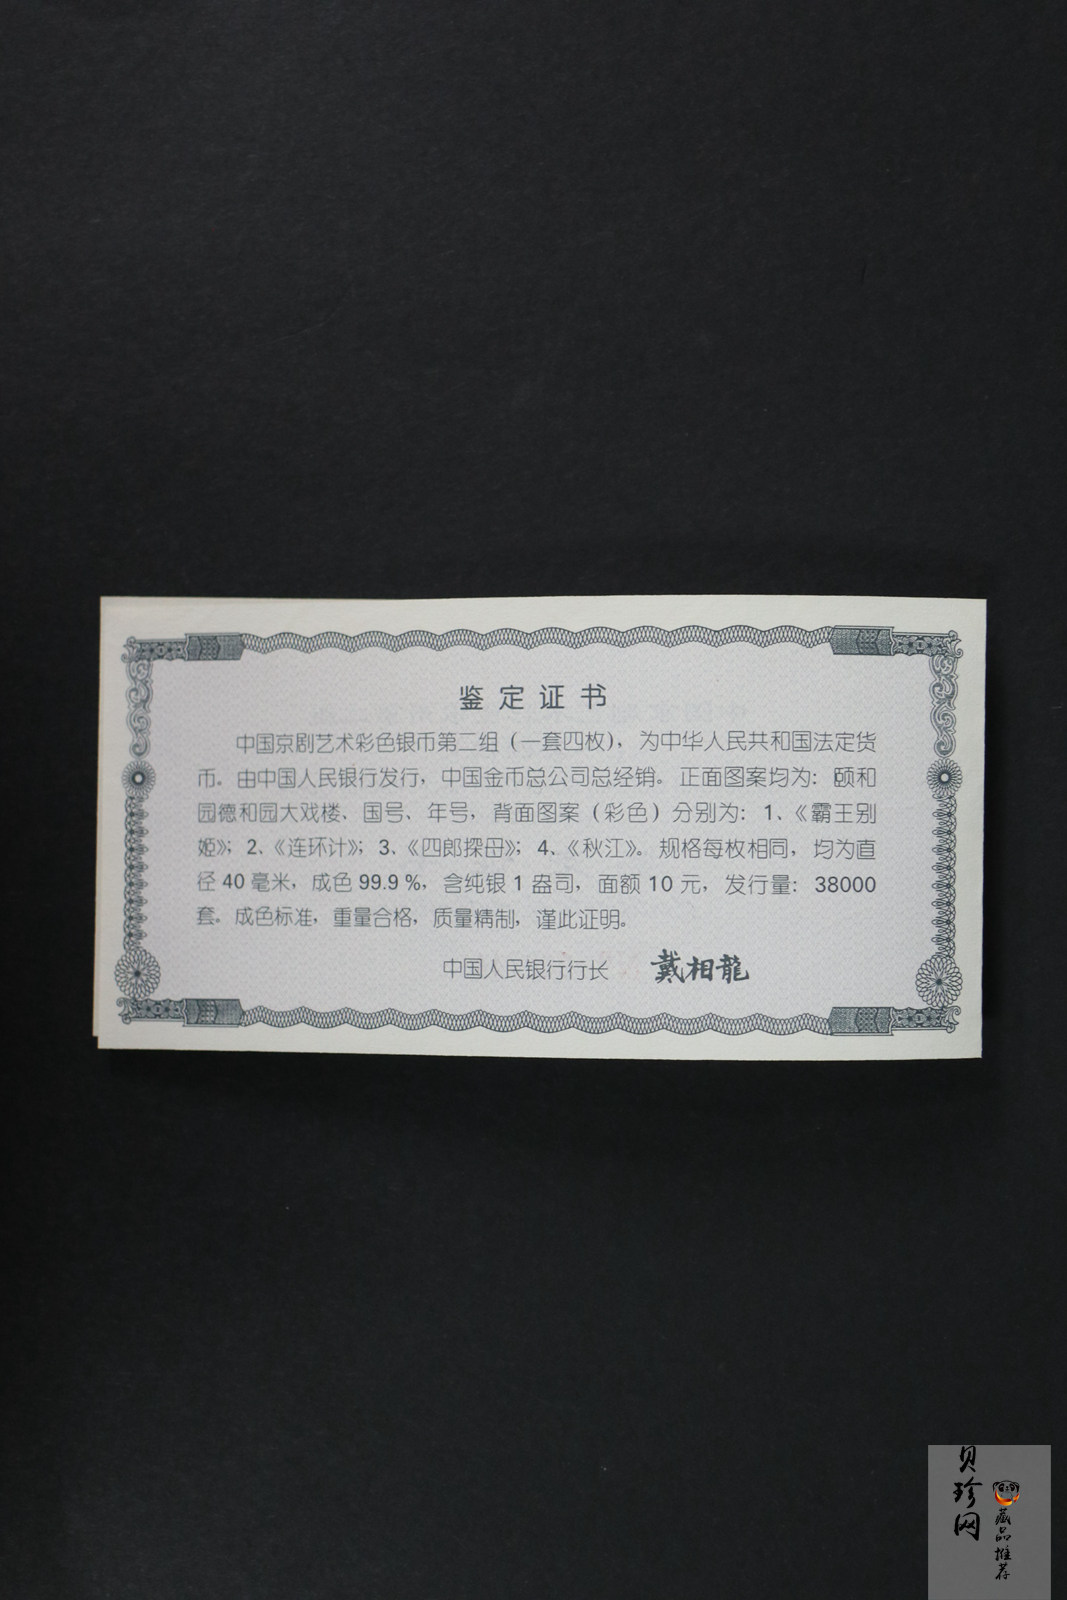 鉴定证书
中国京剧艺术彩色银币第二组（一套四枚），为中华人民共和国法定货
币。由中国人民银行发行，中国金币总公司总经销。正面图案均为：颐和
园德和园大戏楼、国号、年号，背面图案（彩色）分别为：1、《霸王别
姬》；2、《连环计》；3、《四郎探母》；4、《秋江》。规格每枚相同，均为直
径40毫米，成色99.9％，含纯银1盎司，面额10元，发行量：38000
套。成色标准，重量合格，质量精制，谨此证明。
中国人民银行行长 戴相龍
贝珍网
藏品推荐